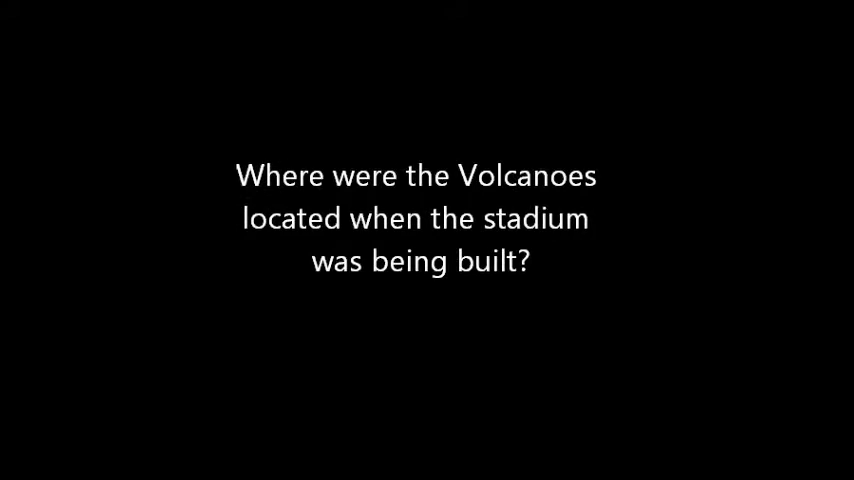 Where were the Volcanoes
located when the stadium
was being built?